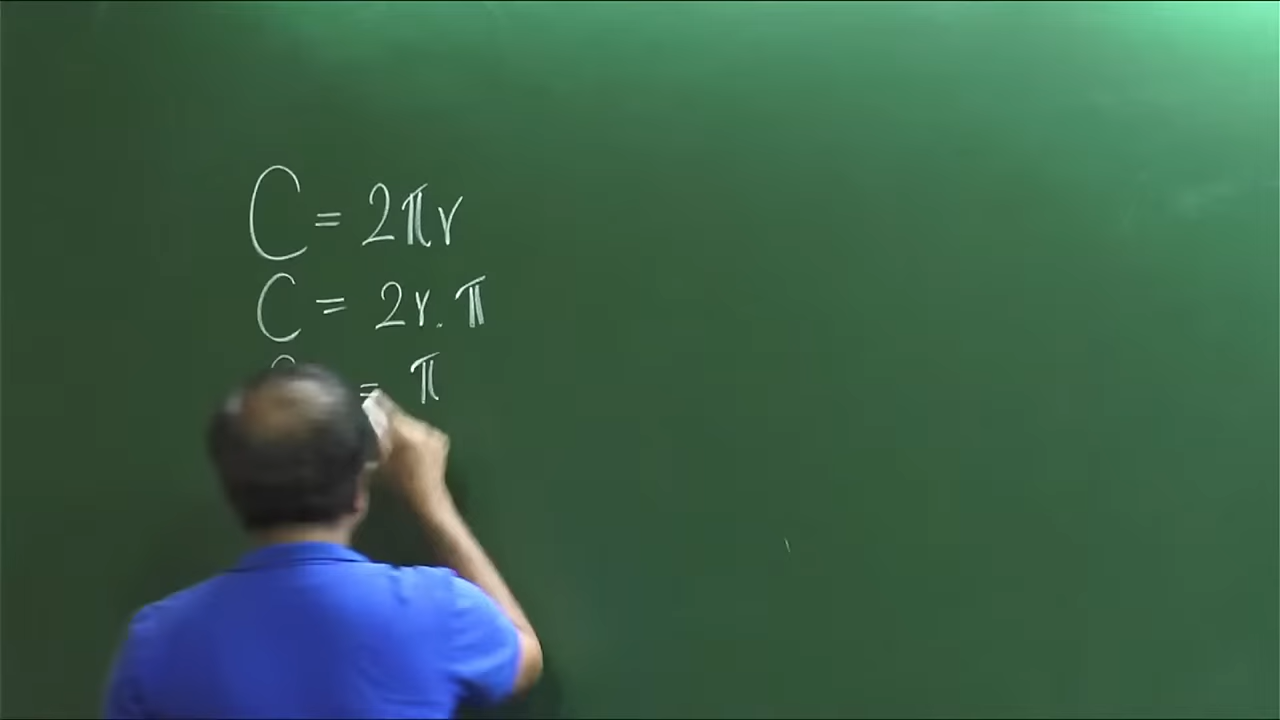 C = 2πr
C = 2r. π
= π